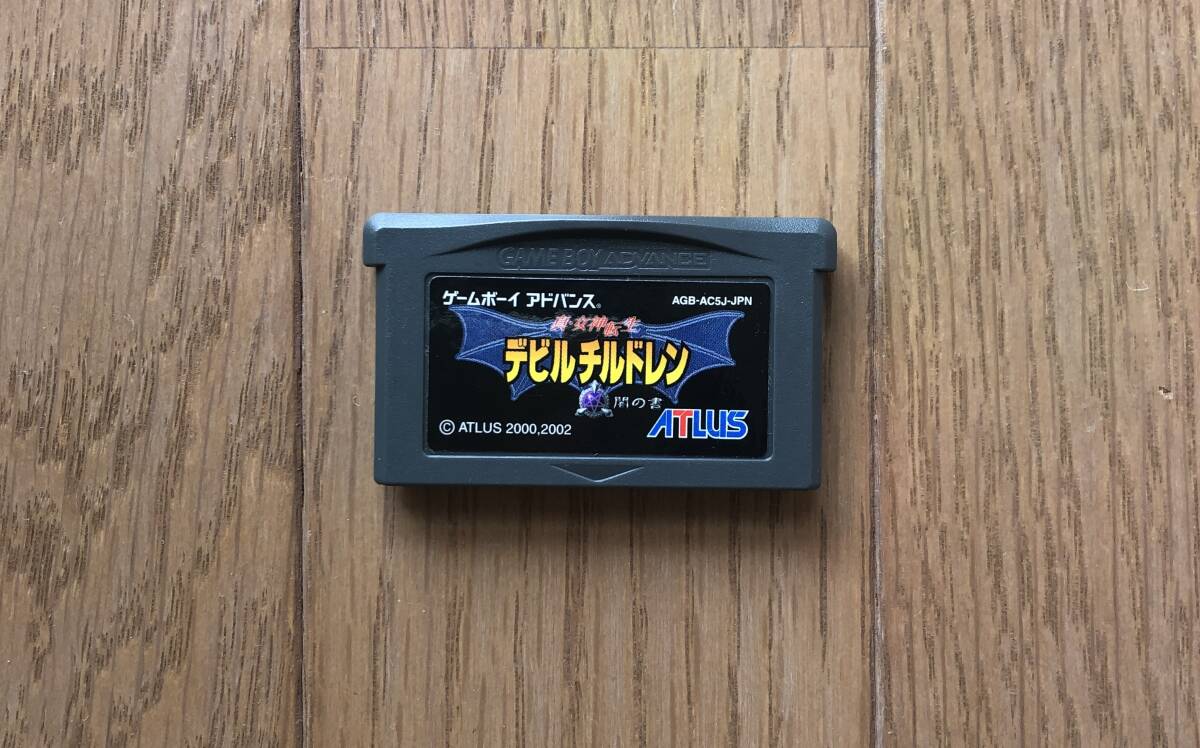 GAME BOY ADVANCE
ゲームボーイ アドバンス® AGB-AC5J-JPN
真・女神転生
デビルチルドレン
闇の書
© ATLUS 2000,2002 ATLUS